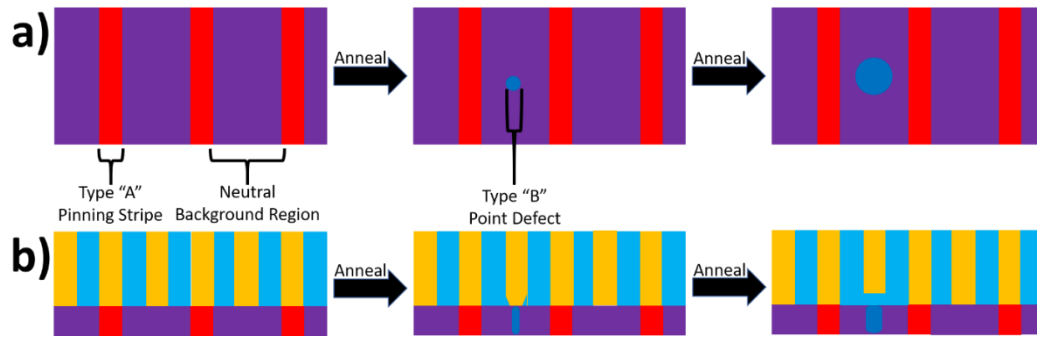 a)
Anneal
Anneal
Type “A”
Pinning Stripe
Neutral
Background Region
Type “B”
Point Defect
b)
Anneal
Anneal